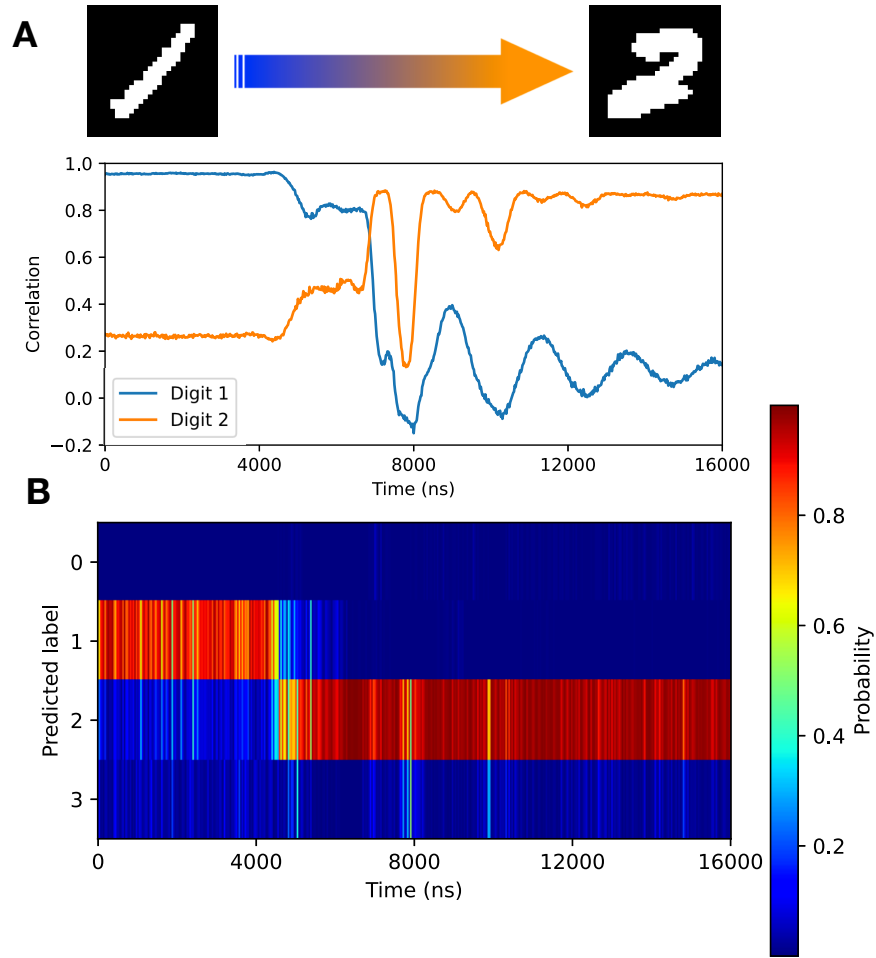 A
1.0
0.8
0.6
0.4
0.2
0.0
−0.2
Correlation
Digit 1
Digit 2
0 4000 8000 12000 16000
Time (ns)
B
0
1
2
3
Predicted label
0 4000 8000 12000 16000
Time (ns)
0.8
0.6
0.4
0.2
Probability